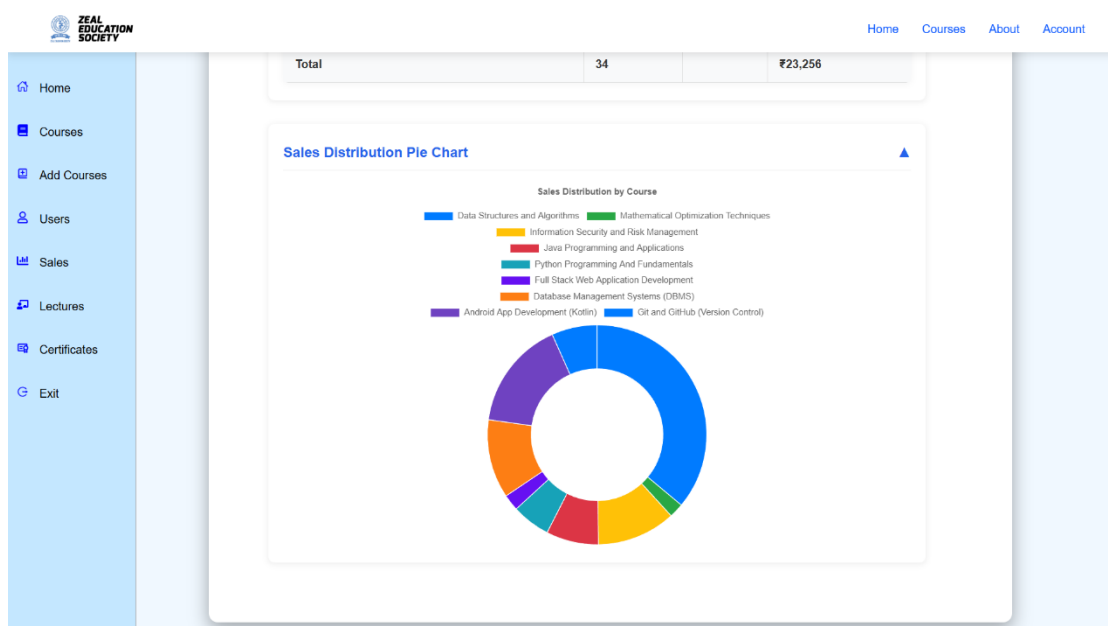 ZEAL
EDUCATION
SOCIETY
Home
Courses
About
Account
Home
Courses
Add Courses
Users
Sales
Lectures
Certificates
Exit
Total 34 ₹23,256
Sales Distribution Pie Chart ▲
Sales Distribution by Course
Data Structures and Algorithms Mathematical Optimization Techniques
Information Security and Risk Management
Java Programming and Applications
Python Programming And Fundamentals
Full Stack Web Application Development
Database Management Systems (DBMS)
Android App Development (Kotlin) Git and GitHub (Version Control)